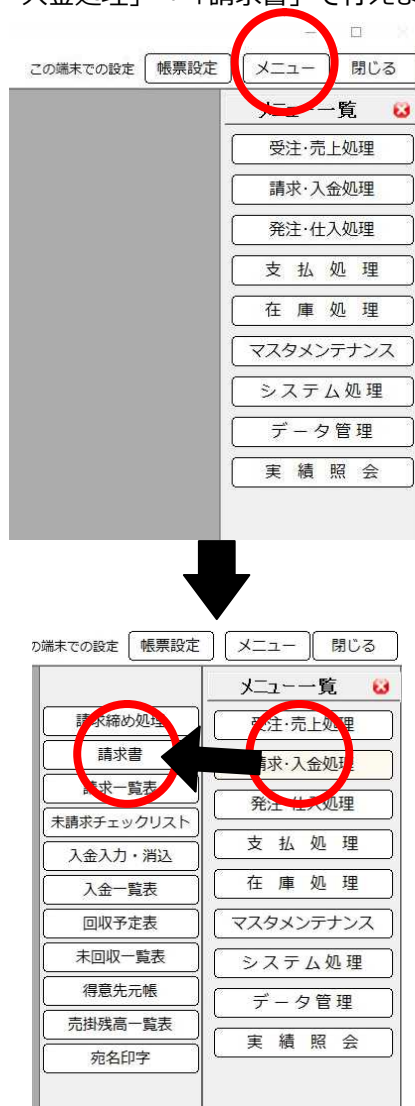 入金処理」→「請求書」で行えま
この端末での設定 帳票設定 メニュー 閉じる
メニュー一覧
受注・売上処理
請求・入金処理
発注・仕入処理
支払処理
在庫処理
マスタメンテナンス
システム処理
データ管理
実績照会
の端末での設定 帳票設定 メニュー 閉じる
メニュー一覧
請求締め処理 受注・売上処理
請求書 請求・入金処理
請求一覧表 発注・仕入処理
未請求チェックリスト 支払処理
入金入力・消込
入金一覧表 在庫処理
回収予定表 マスタメンテナンス
未回収一覧表 システム処理
得意先元帳 データ管理
売掛残高一覧表 実績照会
宛名印字